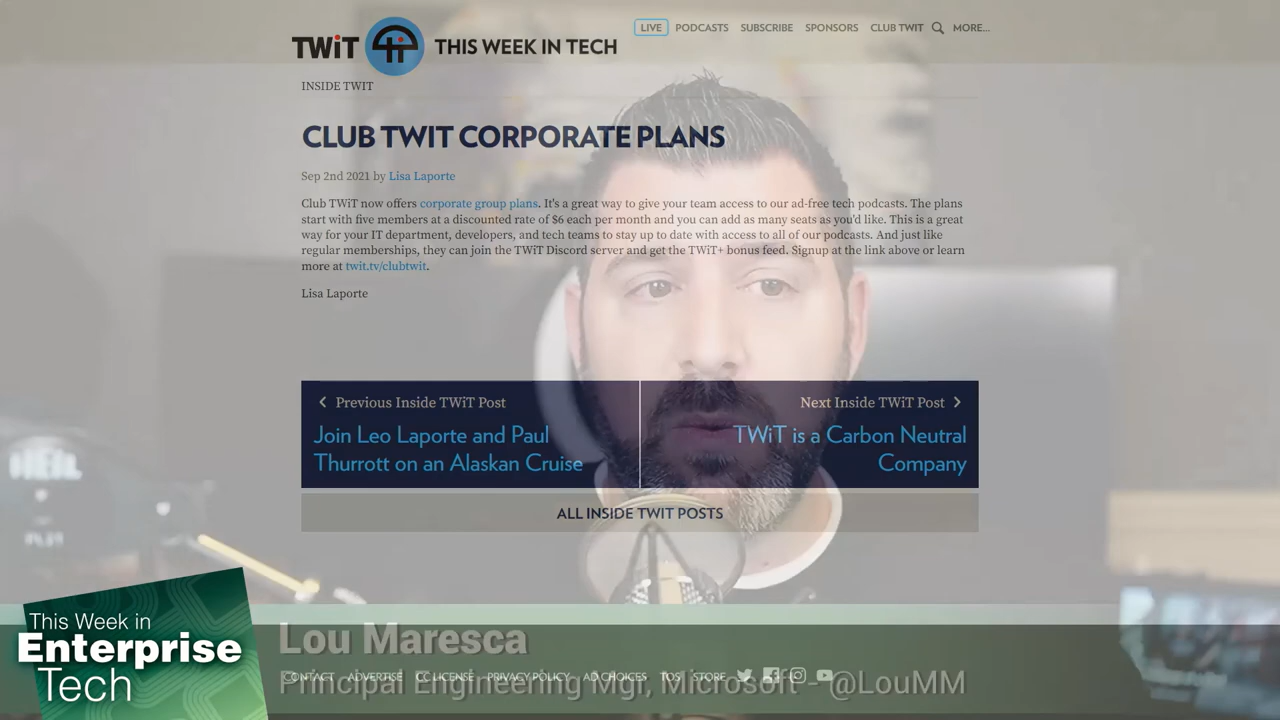 TWiT
THIS WEEK IN TECH
LIVE PODCASTS SUBSCRIBE SPONSORS CLUB TWIT MORE...
INSIDE TWIT
CLUB TWIT CORPORATE PLANS
Sep 2nd 2021 by Lisa Laporte
Club TWiT now offers corporate group plans. It's a great way to give your team access to our ad-free tech podcasts. The plans
start with five members at a discounted rate of $6 each per month and you can add as many seats as you'd like. This is a great
way for your IT department, developers, and tech teams to stay up to date with access to all of our podcasts. And just like
regular memberships, they can join the TWiT Discord server and get the TWiT+ bonus feed. Signup at the link above or learn
more at twit.tv/clubtwit.
Lisa Laporte
Previous Inside TWiT Post
Join Leo Laporte and Paul
Thurrott on an Alaskan Cruise
Next Inside TWiT Post
TWiT is a Carbon Neutral
Company
ALL INSIDE TWIT POSTS
HEIL
This Week in
Enterprise
Tech
Lou Maresca
Principal Engineering Mgr, Microsoft - @LouMM
CONTACT ADVERTISE CC LICENSE PRIVACY POLICY AD CHOICES TOS STORE